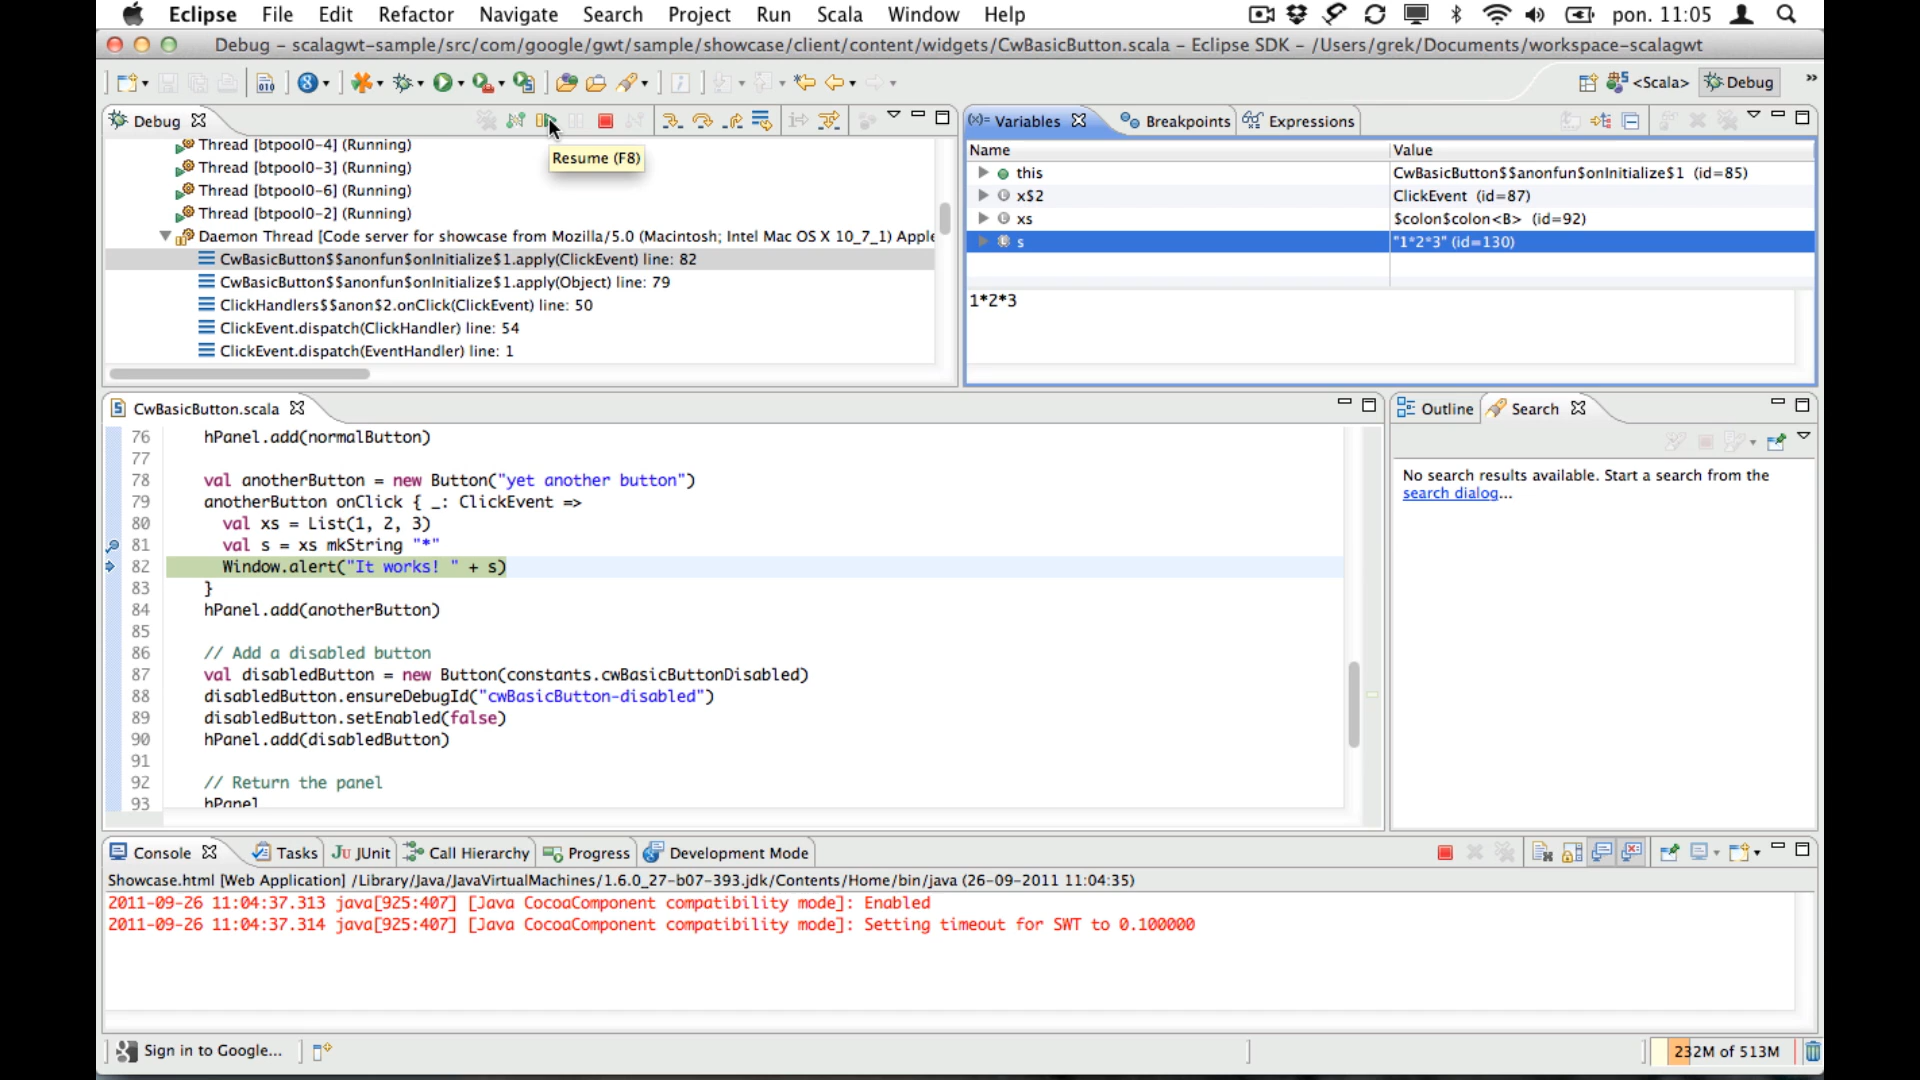 Eclipse File Edit Refactor Navigate Search Project Run Scala Window Help pon. 11:05
Debug – scalagwt-sample/src/com/google/gwt/sample/showcase/client/content/widgets/CwBasicButton.scala – Eclipse SDK – /Users/grek/Documents/workspace-scalagwt
<Scala> Debug
Debug
Thread [btpool0-4] (Running)
Thread [btpool0-3] (Running)
Thread [btpool0-6] (Running)
Thread [btpool0-2] (Running)
Daemon Thread [Code server for showcase from Mozilla/5.0 (Macintosh; Intel Mac OS X 10_7_1) Apple
CwBasicButton$$anonfun$onInitialize$1.apply(ClickEvent) line: 82
CwBasicButton$$anonfun$onInitialize$1.apply(Object) line: 79
ClickHandlers$$anon$2.onClick(ClickEvent) line: 50
ClickEvent.dispatch(ClickHandler) line: 54
ClickEvent.dispatch(EventHandler) line: 1
Resume (F8)
Variables Breakpoints Expressions
Name Value
this CwBasicButton$$anonfun$onInitialize$1 (id=85)
x$2 ClickEvent (id=87)
xs $colon$colon<B> (id=92)
s "1*2*3" (id=130)
1*2*3
CwBasicButton.scala
76 hPanel.add(normalButton)
77
78 val anotherButton = new Button("yet another button")
79 anotherButton onClick { _: ClickEvent =>
80 val xs = List(1, 2, 3)
81 val s = xs mkString "*"
82 Window.alert("It works! " + s)
83 }
84 hPanel.add(anotherButton)
85
86 // Add a disabled button
87 val disabledButton = new Button(constants.cwBasicButtonDisabled)
88 disabledButton.ensureDebugId("cwBasicButton-disabled")
89 disabledButton.setEnabled(false)
90 hPanel.add(disabledButton)
91
92 // Return the panel
93 hPanel
Outline Search
No search results available. Start a search from the
search dialog...
Console Tasks JUnit Call Hierarchy Progress Development Mode
Showcase.html [Web Application] /Library/Java/JavaVirtualMachines/1.6.0_27-b07-393.jdk/Contents/Home/bin/java (26-09-2011 11:04:35)
2011-09-26 11:04:37.313 java[925:407] [Java CocoaComponent compatibility mode]: Enabled
2011-09-26 11:04:37.314 java[925:407] [Java CocoaComponent compatibility mode]: Setting timeout for SWT to 0.100000
Sign in to Google...
232M of 513M